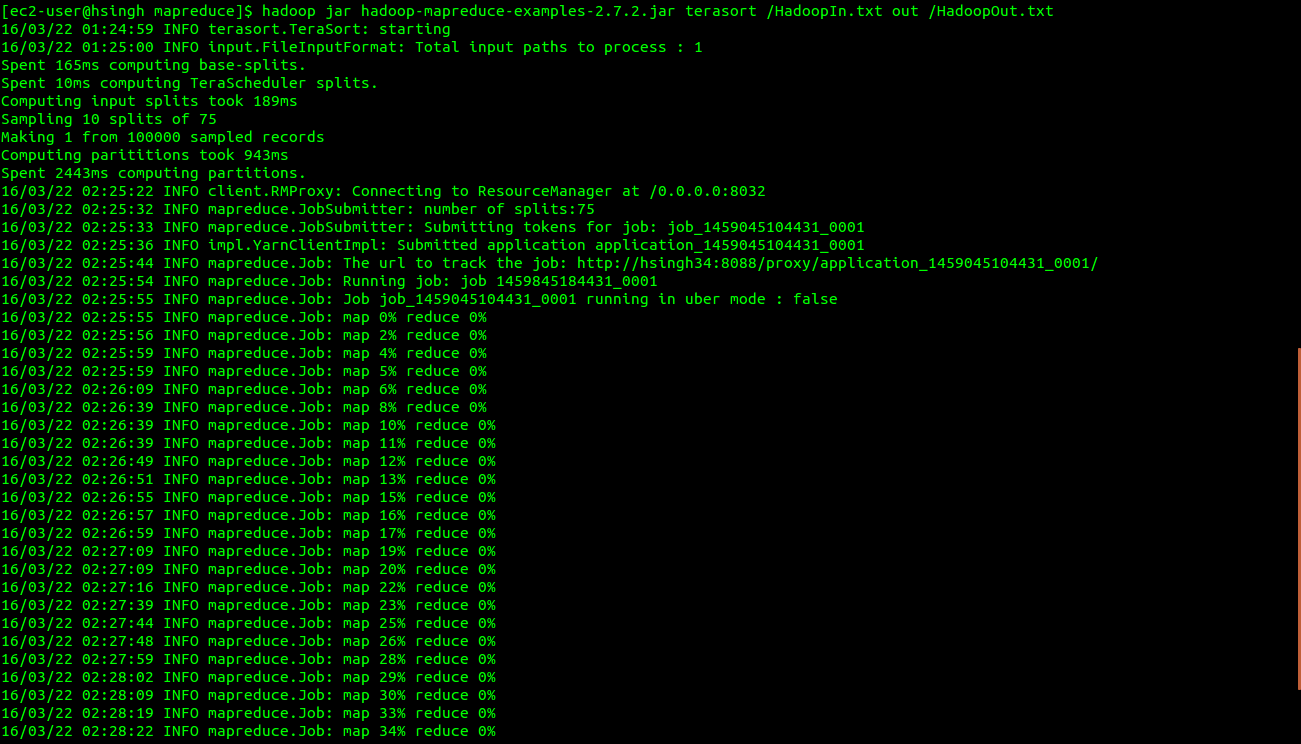 [ec2-user@hsingh mapreduce]$ hadoop jar hadoop-mapreduce-examples-2.7.2.jar terasort /HadoopIn.txt out /HadoopOut.txt
16/03/22 01:24:59 INFO terasort.TeraSort: starting
16/03/22 01:25:00 INFO input.FileInputFormat: Total input paths to process : 1
Spent 165ms computing base-splits.
Spent 10ms computing TeraScheduler splits.
Computing input splits took 189ms
Sampling 10 splits of 75
Making 1 from 100000 sampled records
Computing parititions took 943ms
Spent 2443ms computing partitions.
16/03/22 02:25:22 INFO client.RMProxy: Connecting to ResourceManager at /0.0.0.0:8032
16/03/22 02:25:32 INFO mapreduce.JobSubmitter: number of splits:75
16/03/22 02:25:33 INFO mapreduce.JobSubmitter: Submitting tokens for job: job_1459045104431_0001
16/03/22 02:25:36 INFO impl.YarnClientImpl: Submitted application application_1459045104431_0001
16/03/22 02:25:44 INFO mapreduce.Job: The url to track the job: http://hsingh34:8088/proxy/application_1459045104431_0001/
16/03/22 02:25:54 INFO mapreduce.Job: Running job: job 1459845184431_0001
16/03/22 02:25:55 INFO mapreduce.Job: Job job_1459045104431_0001 running in uber mode : false
16/03/22 02:25:55 INFO mapreduce.Job: map 0% reduce 0%
16/03/22 02:25:56 INFO mapreduce.Job: map 2% reduce 0%
16/03/22 02:25:59 INFO mapreduce.Job: map 4% reduce 0%
16/03/22 02:25:59 INFO mapreduce.Job: map 5% reduce 0%
16/03/22 02:26:09 INFO mapreduce.Job: map 6% reduce 0%
16/03/22 02:26:39 INFO mapreduce.Job: map 8% reduce 0%
16/03/22 02:26:39 INFO mapreduce.Job: map 10% reduce 0%
16/03/22 02:26:39 INFO mapreduce.Job: map 11% reduce 0%
16/03/22 02:26:49 INFO mapreduce.Job: map 12% reduce 0%
16/03/22 02:26:51 INFO mapreduce.Job: map 13% reduce 0%
16/03/22 02:26:55 INFO mapreduce.Job: map 15% reduce 0%
16/03/22 02:26:57 INFO mapreduce.Job: map 16% reduce 0%
16/03/22 02:26:59 INFO mapreduce.Job: map 17% reduce 0%
16/03/22 02:27:09 INFO mapreduce.Job: map 19% reduce 0%
16/03/22 02:27:09 INFO mapreduce.Job: map 20% reduce 0%
16/03/22 02:27:16 INFO mapreduce.Job: map 22% reduce 0%
16/03/22 02:27:39 INFO mapreduce.Job: map 23% reduce 0%
16/03/22 02:27:44 INFO mapreduce.Job: map 25% reduce 0%
16/03/22 02:27:48 INFO mapreduce.Job: map 26% reduce 0%
16/03/22 02:27:59 INFO mapreduce.Job: map 28% reduce 0%
16/03/22 02:28:02 INFO mapreduce.Job: map 29% reduce 0%
16/03/22 02:28:09 INFO mapreduce.Job: map 30% reduce 0%
16/03/22 02:28:19 INFO mapreduce.Job: map 33% reduce 0%
16/03/22 02:28:22 INFO mapreduce.Job: map 34% reduce 0%